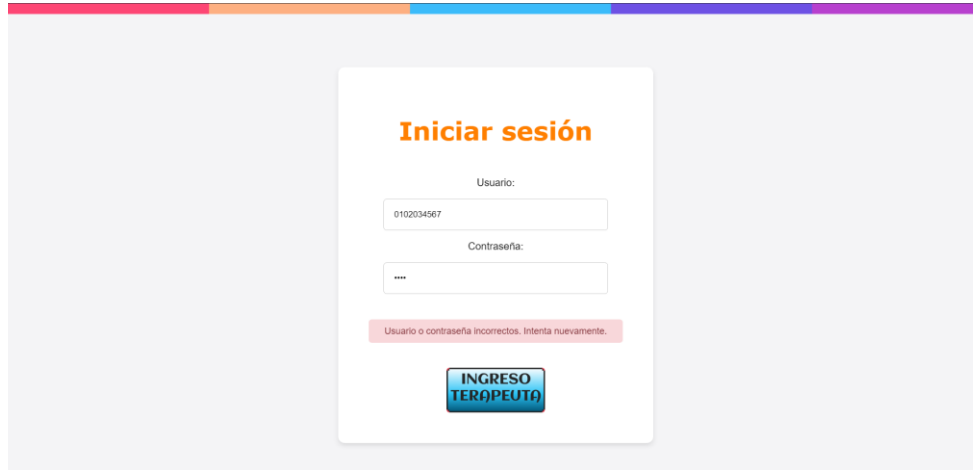 Iniciar sesión
Usuario:
0102034567
Contraseña:
••••
Usuario o contraseña incorrectos. Intenta nuevamente.
INGRESO
TERAPEUTA